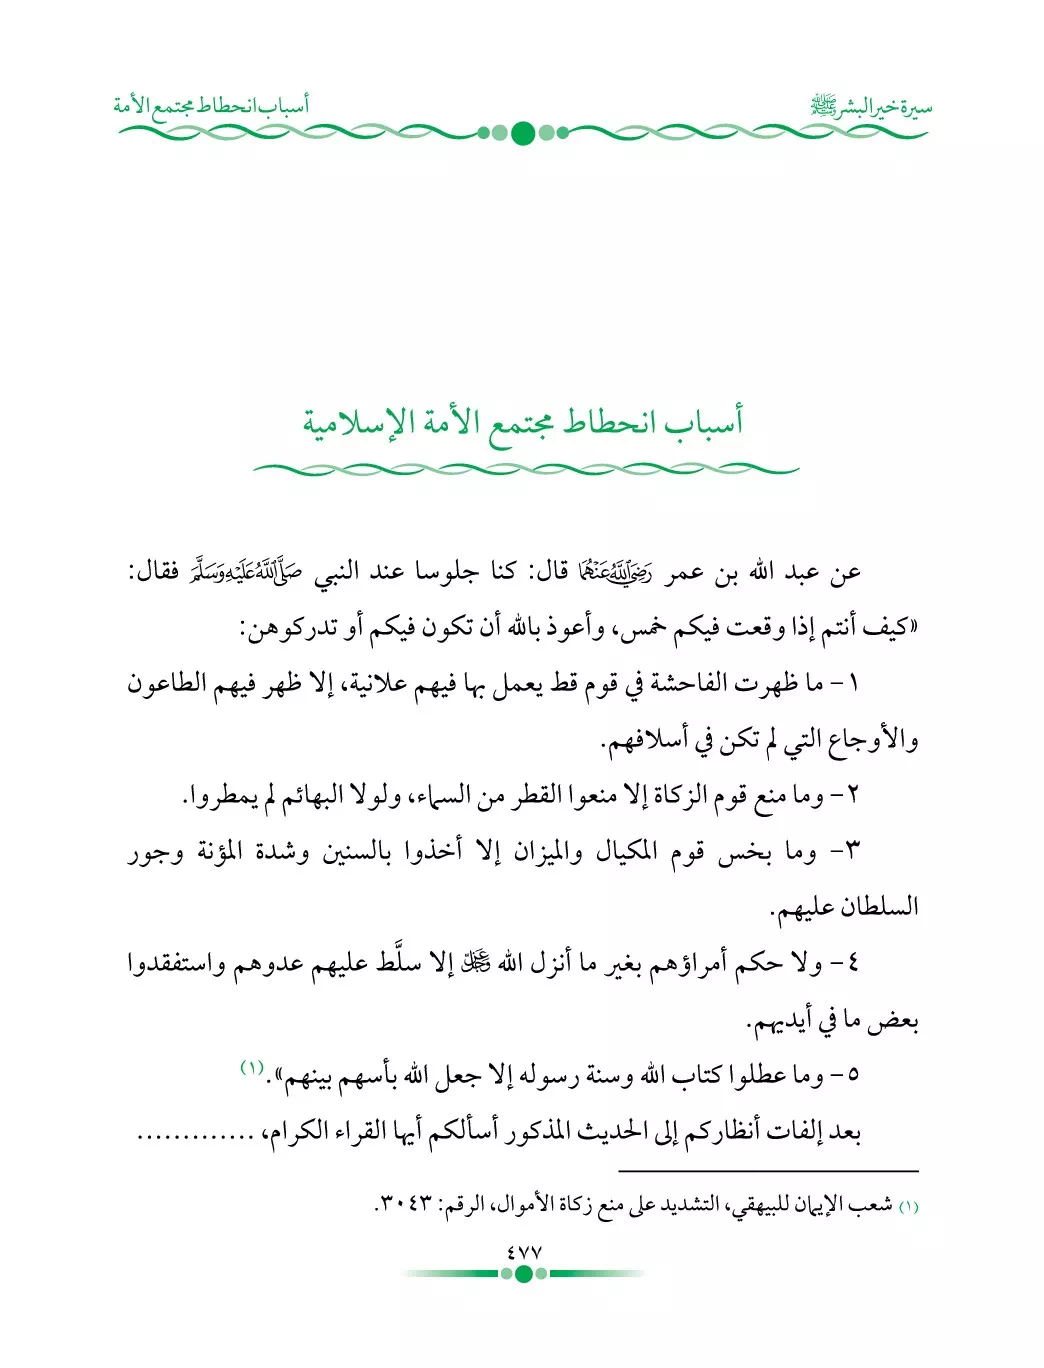 سيرة خير البشر ﷺ
أسباب انحطاط مجتمع الأمة
أسباب انحطاط مجتمع الأمة الإسلامية
عن عبد الله بن عمر رَضِيَ اللَّهُ عَنْهُمَا قال: كنا جلوسا عند النبي صَلَّى اللَّهُ عَلَيْهِ وَسَلَّمَ فقال:
«كيف أنتم إذا وقعت فيكم خمس، وأعوذ بالله أن تكون فيكم أو تدركوهن:
١- ما ظهرت الفاحشة في قوم قط يعمل بها فيهم علانية، إلا ظهر فيهم الطاعون
والأوجاع التي لم تكن في أسلافهم.
٢- وما منع قوم الزكاة إلا منعوا القطر من السماء، ولولا البهائم لم يمطروا.
٣- وما بخس قوم المكيال والميزان إلا أخذوا بالسنين وشدة المؤنة وجور
السلطان عليهم.
٤- ولا حكم أمراؤهم بغير ما أنزل الله عَزَّ وَجَلَّ إلا سلَّط عليهم عدوهم واستفقدوا
بعض ما في أيديهم.
٥- وما عطلوا كتاب الله وسنة رسوله إلا جعل الله بأسهم بينهم».(١)
بعد إلفات أنظاركم إلى الحديث المذكور أسألكم أيها القراء الكرام، .............
(١) شعب الإيمان للبيهقي، التشديد على منع زكاة الأموال، الرقم: ٣٠٤٣.
٤٧٧